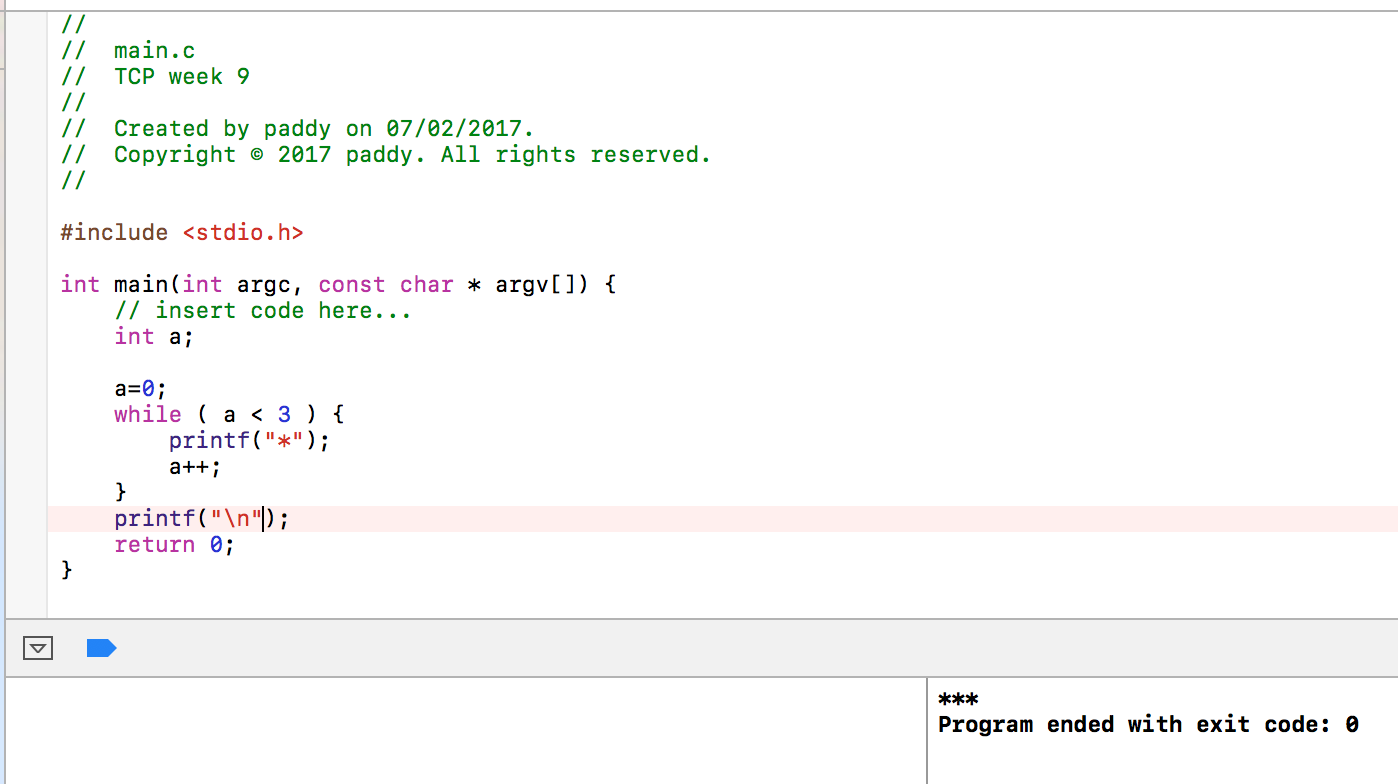 //
//  main.c
//  TCP week 9
//
//  Created by paddy on 07/02/2017.
//  Copyright © 2017 paddy. All rights reserved.
//
#include <stdio.h>
int main(int argc, const char * argv[]) {
    // insert code here...
    int a;
    a=0;
    while ( a < 3 ) {
        printf("*");
        a++;
    }
    printf("\n");
    return 0;
}
***
Program ended with exit code: 0